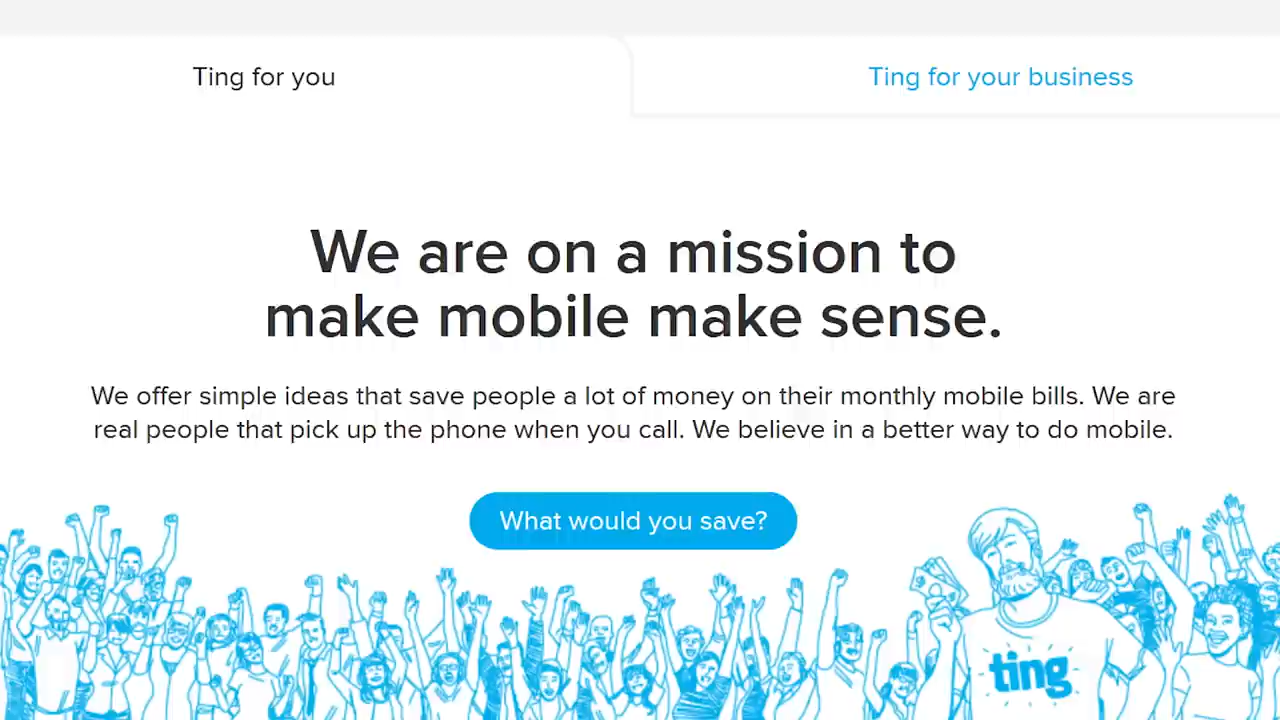 Ting for you
Ting for your business
We are on a mission to
make mobile make sense.
We offer simple ideas that save people a lot of money on their monthly mobile bills. We are
real people that pick up the phone when you call. We believe in a better way to do mobile.
What would you save?
ting